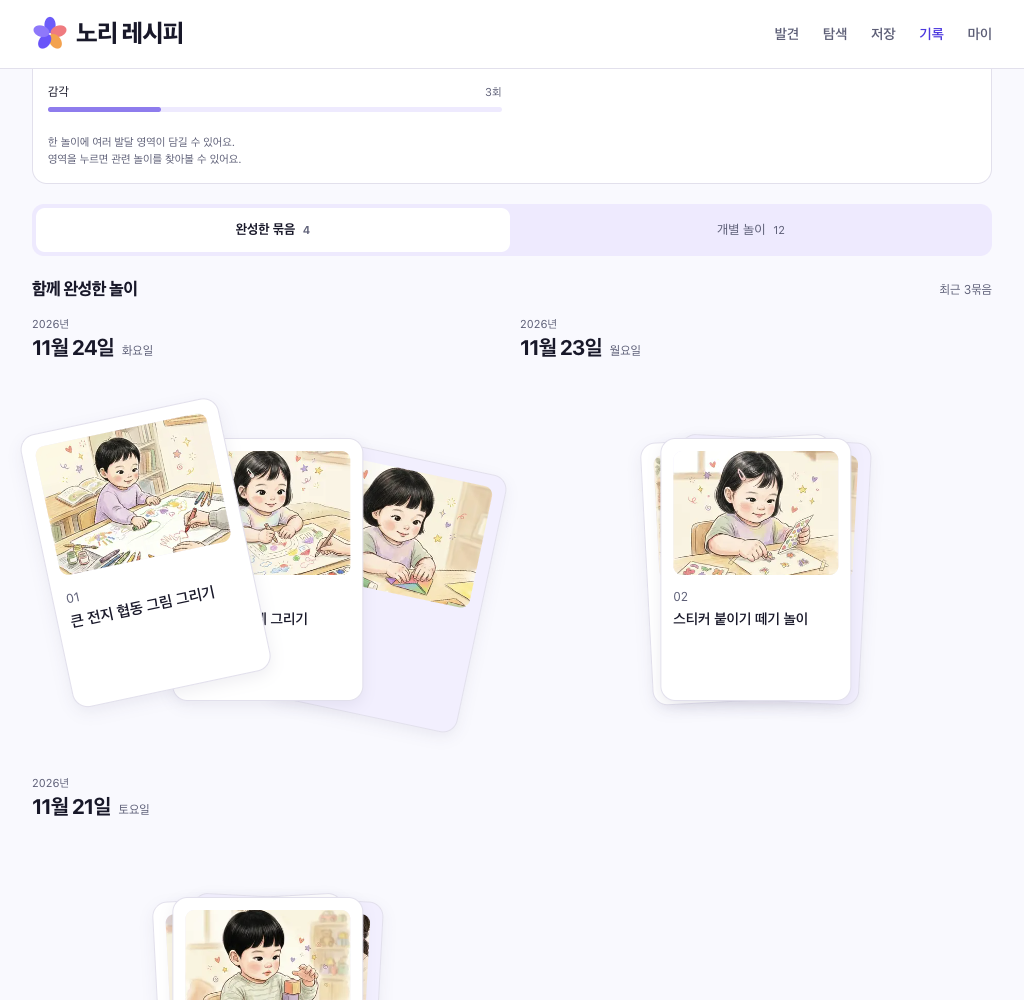 노리 레시피
발견 탐색 저장 기록 마이
감각 3회
한 놀이에 여러 발달 영역이 담길 수 있어요.
영역을 누르면 관련 놀이를 찾아볼 수 있어요.
완성한 묶음 4
개별 놀이 12
함께 완성한 놀이
최근 3묶음
2026년
11월 24일 화요일
2026년
11월 23일 월요일
01
큰 전지 협동 그림 그리기
그리기
02
스티커 붙이기 떼기 놀이
2026년
11월 21일 토요일